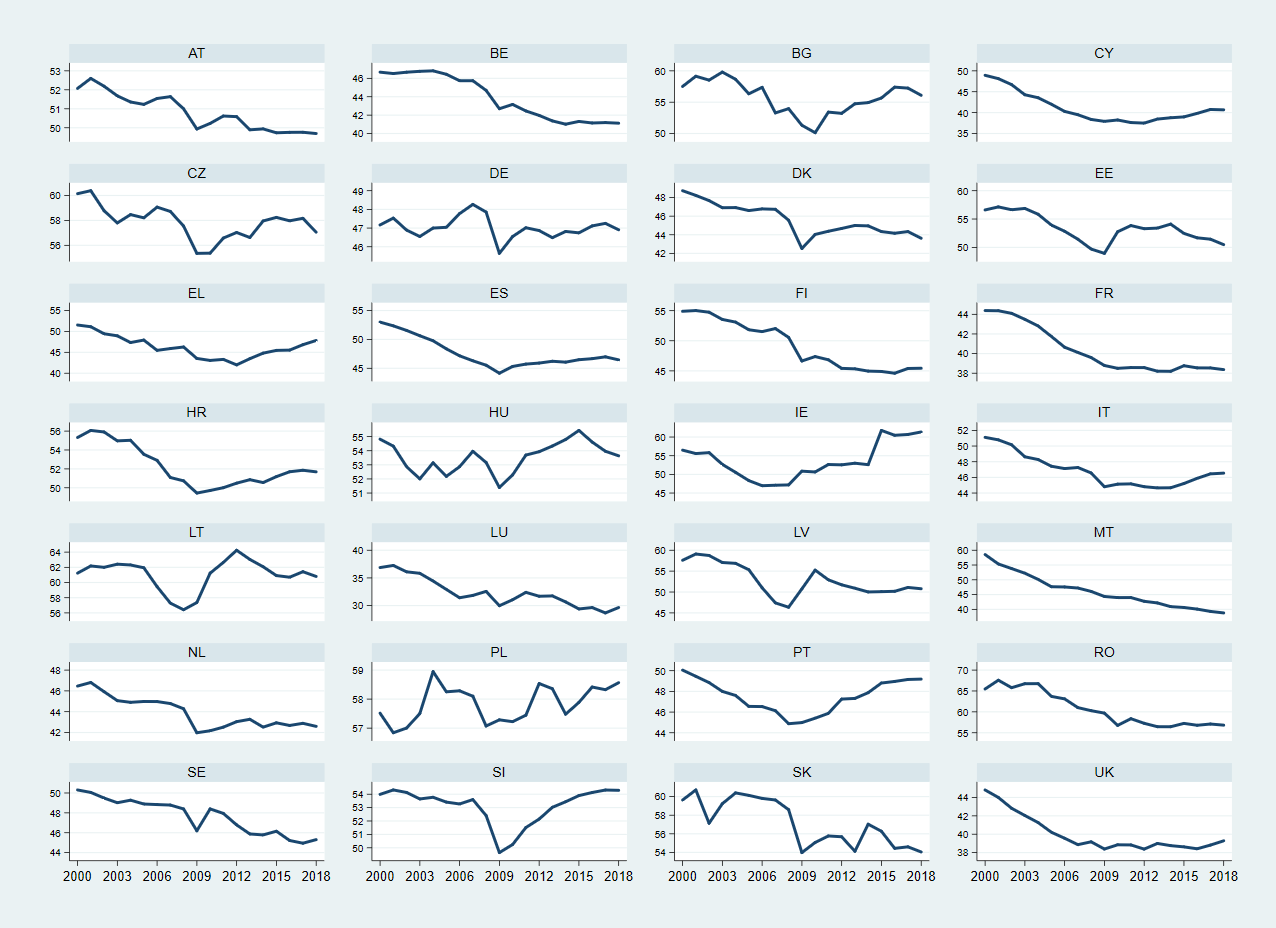 AT BE BG CY
53 52 51 50 46 44 42 40 60 55 50 50 45 40 35
CZ DE DK EE
60 58 56 49 48 47 46 48 46 44 42 60 55 50
EL ES FI FR
55 50 45 40 55 50 45 55 50 45 44 42 40 38
HR HU IE IT
56 54 52 50 55 54 53 52 51 60 55 50 45 52 50 48 46 44
LT LU LV MT
64 62 60 58 56 40 35 30 60 55 50 45 60 55 50 45 40
NL PL PT RO
48 46 44 42 59 58 57 50 48 46 44 70 65 60 55
SE SI SK UK
50 48 46 44 54 53 52 51 50 60 58 56 54 44 42 40 38
2000 2003 2006 2009 2012 2015 2018 2000 2003 2006 2009 2012 2015 2018 2000 2003 2006 2009 2012 2015 2018 2000 2003 2006 2009 2012 2015 2018